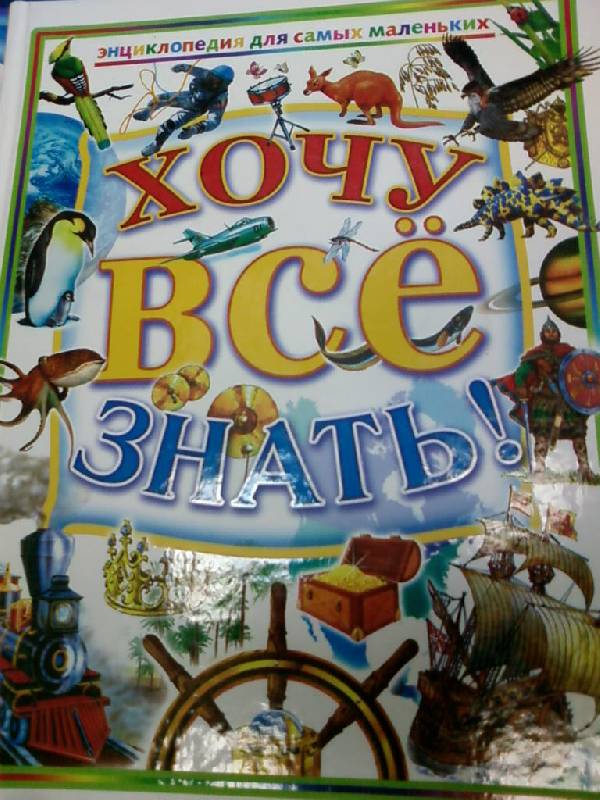 энциклопедия для самых маленьких
ХОЧУ
ВСЁ
ЗНАТЬ!